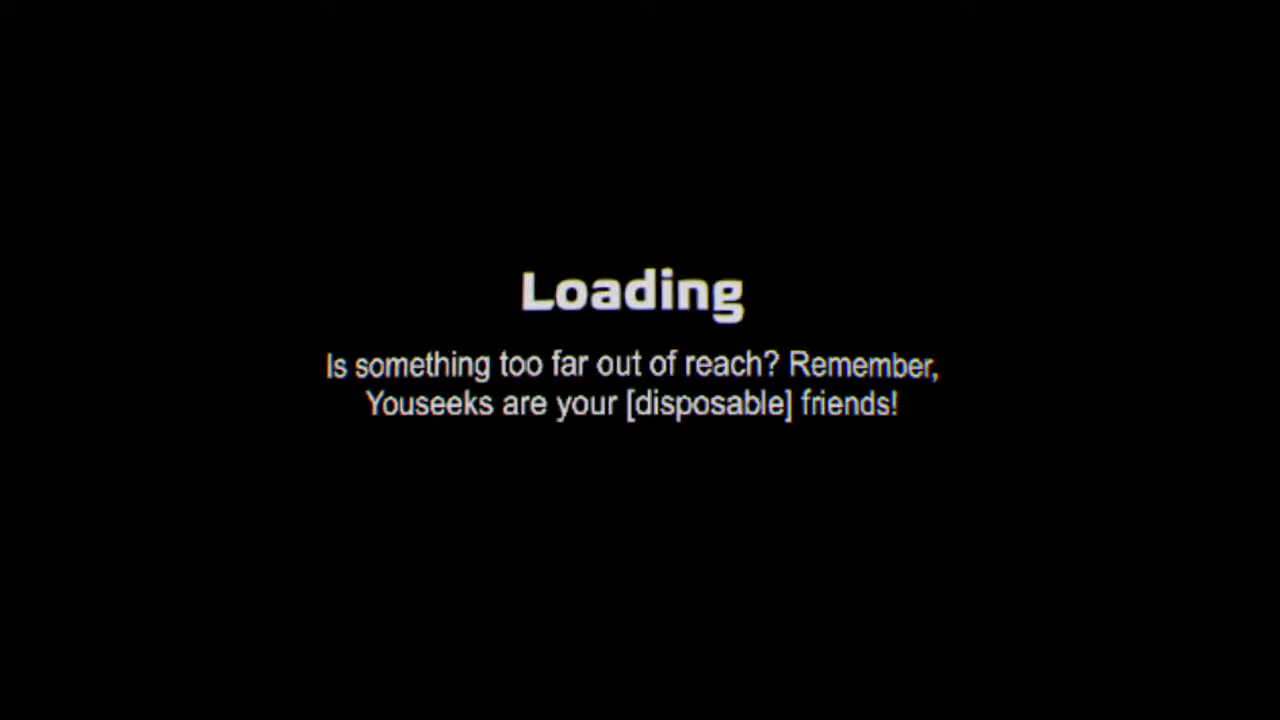 Loading
Is something too far out of reach? Remember,
Youseeks are your [disposable] friends!